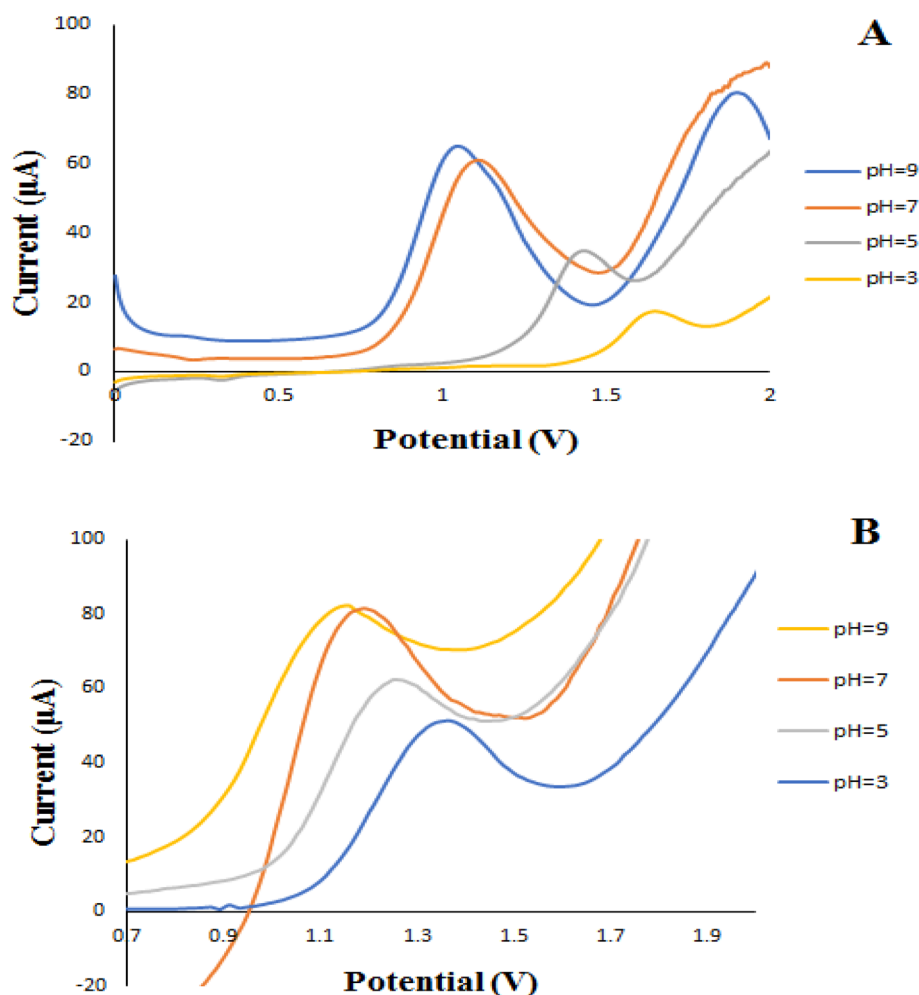 A
100
80
60
40
20
0
-20
Current (µA)
0
0.5
1
1.5
2
Potential (V)
pH=9
pH=7
pH=5
pH=3
B
100
80
60
40
20
0
-20
Current (µA)
0.7
0.9
1.1
1.3
1.5
1.7
1.9
Potential (V)
pH=9
pH=7
pH=5
pH=3